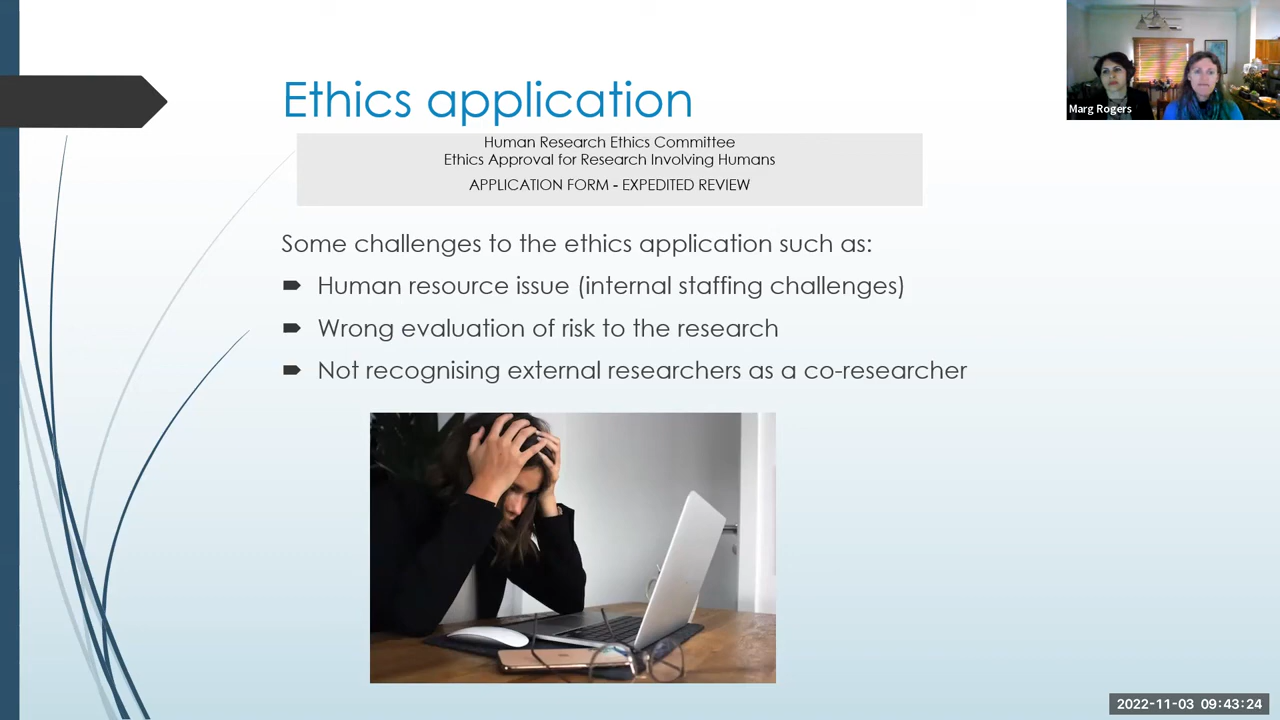 Ethics application
Human Research Ethics Committee
Ethics Approval for Research Involving Humans
APPLICATION FORM - EXPEDITED REVIEW
Some challenges to the ethics application such as:
Human resource issue (internal staffing challenges)
Wrong evaluation of risk to the research
Not recognising external researchers as a co-researcher
Marg Rogers
2022-11-03 09:43:24